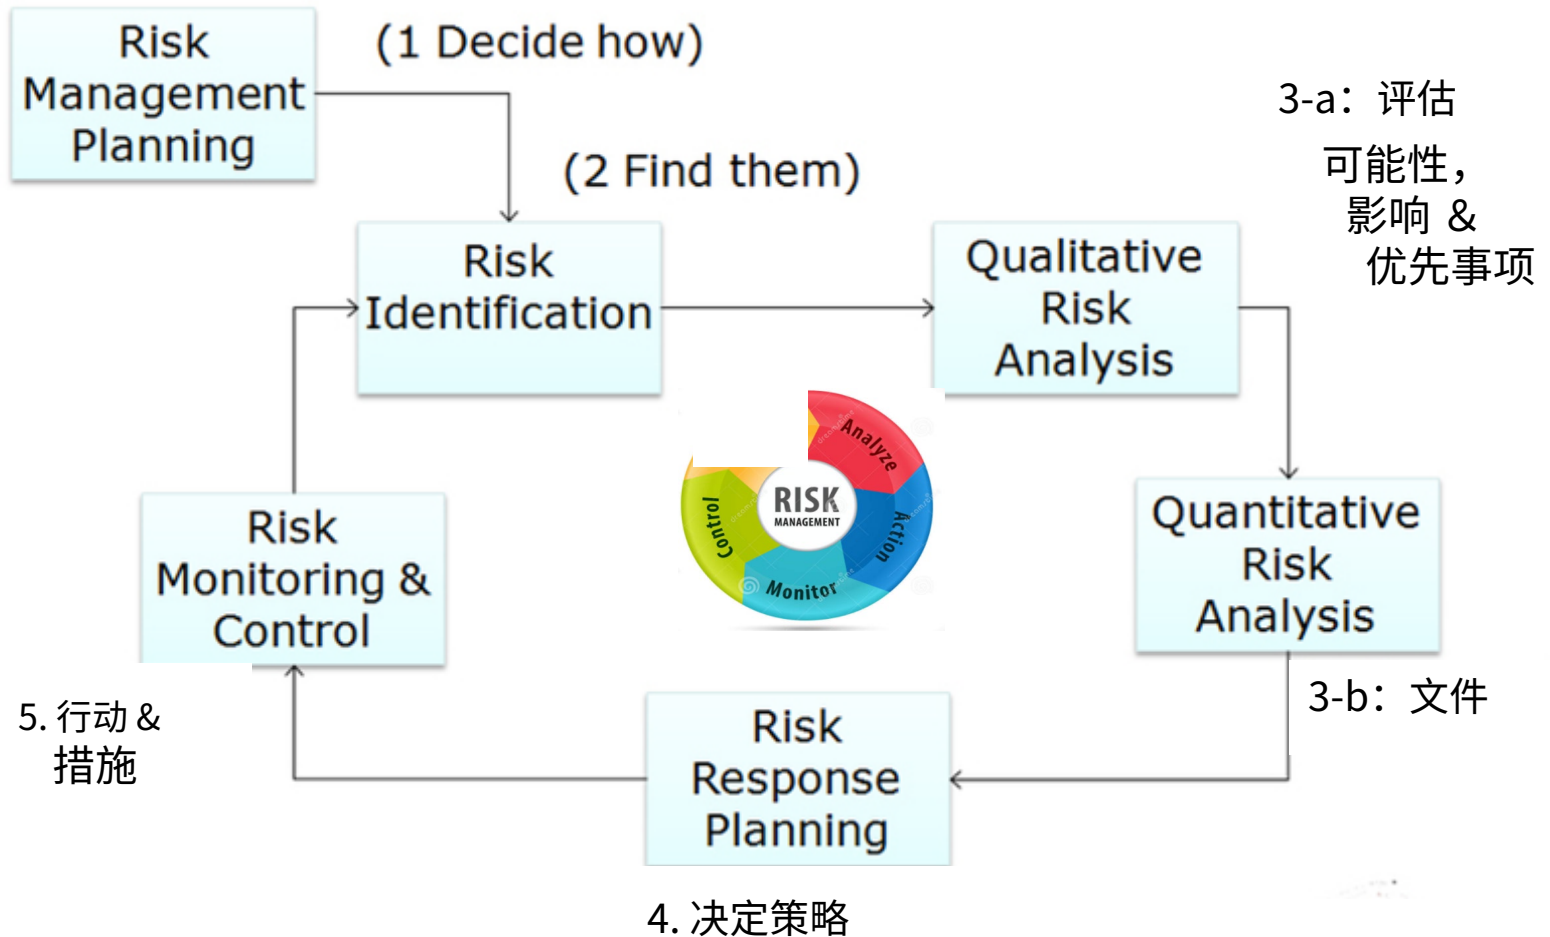 Risk
Management
Planning
(1 Decide how)
(2 Find them)
3-a：评估
可能性，
影响 &
优先事项
Risk
Identification
Qualitative
Risk
Analysis
Analyze
Action
Monitor
Control
RISK
MANAGEMENT
Quantitative
Risk
Analysis
3-b：文件
Risk
Response
Planning
4. 决定策略
Risk
Monitoring &
Control
5. 行动 &
措施